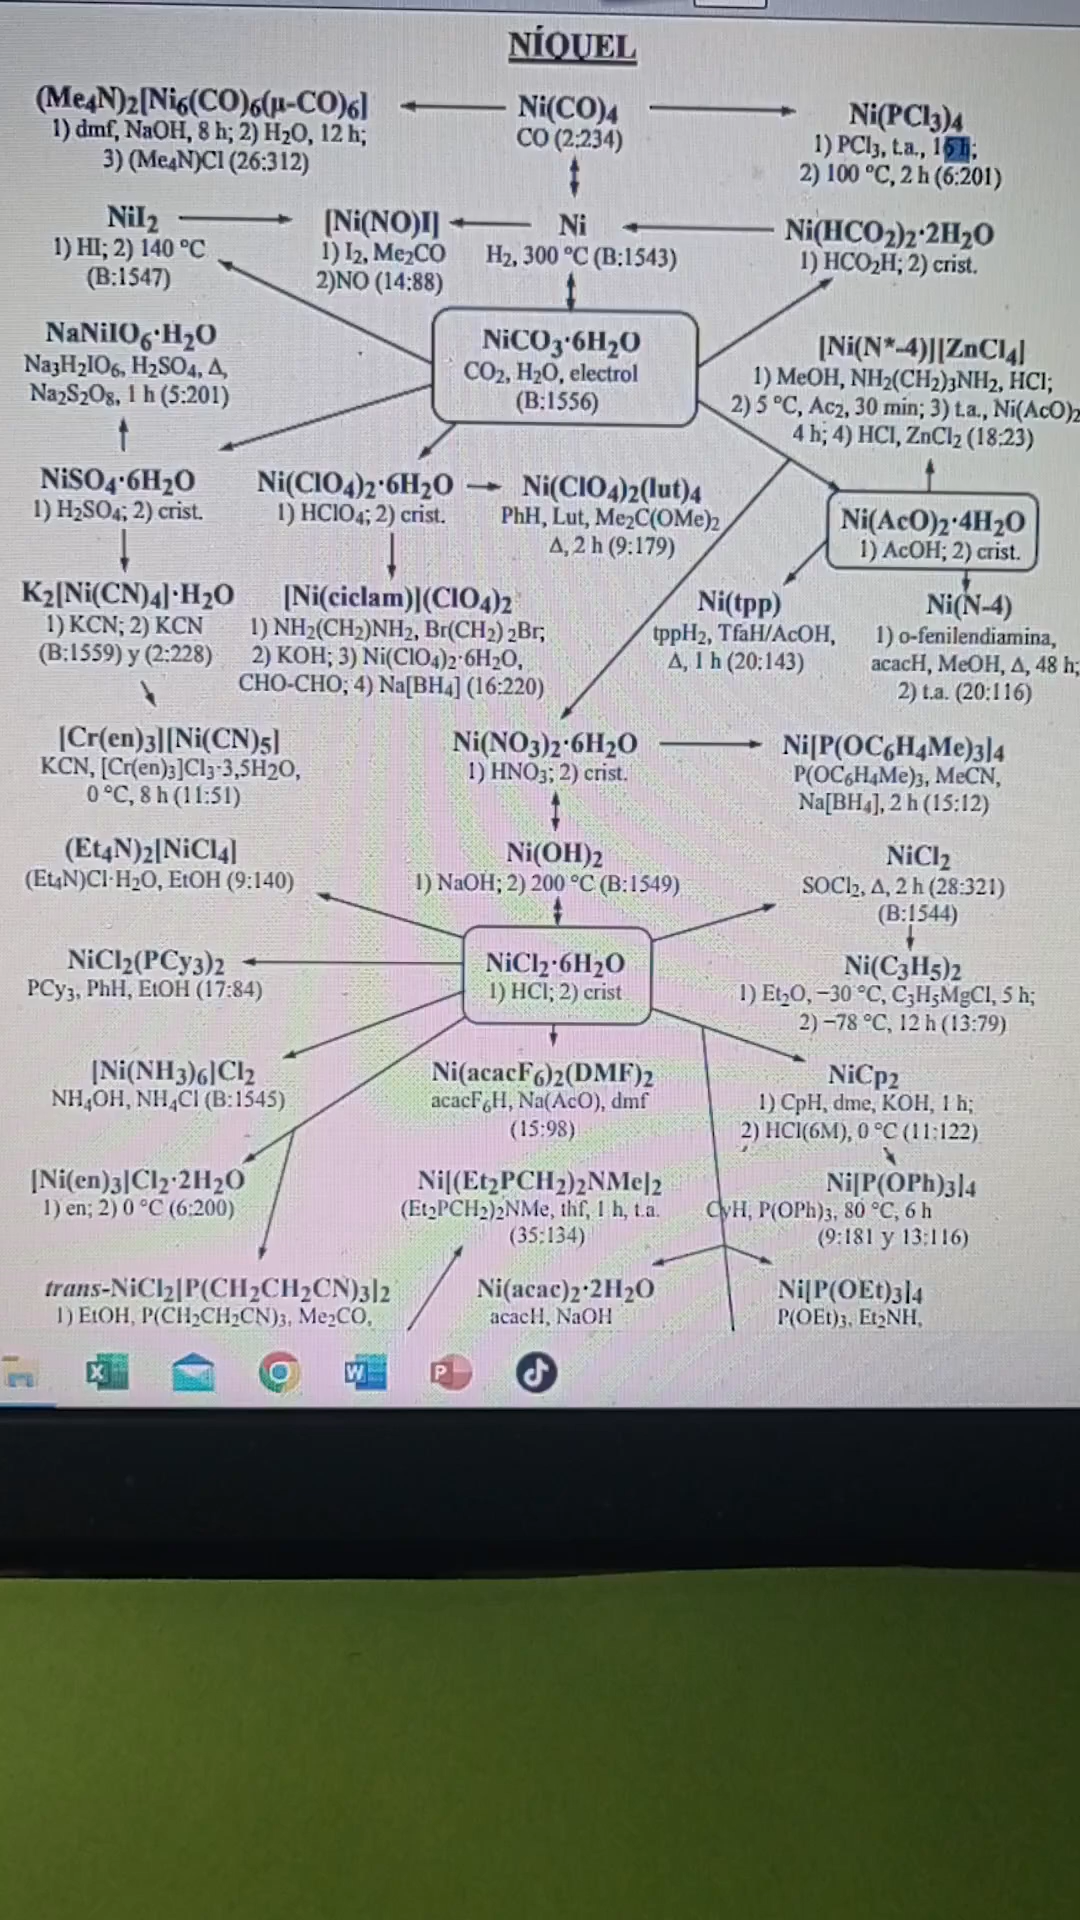 NÍQUEL
(Me4N)2[Ni6(CO)6(μ-CO)6]
1) dmf, NaOH, 8 h; 2) H2O, 12 h;
3) (Me4N)Cl (26:312)
Ni(CO)4
CO (2:234)
Ni(PCl3)4
1) PCl3, t.a., 16 h;
2) 100 °C, 2 h (6:201)
NiI2
1) HI; 2) 140 °C
(B:1547)
[Ni(NO)I]
1) I2, Me2CO
2)NO (14:88)
Ni
H2, 300 °C (B:1543)
Ni(HCO2)2·2H2O
1) HCO2H; 2) crist.
NaNiIO6·H2O
Na3H2IO6, H2SO4, Δ,
Na2S2O8, 1 h (5:201)
NiCO3·6H2O
CO2, H2O, electrol
(B:1556)
[Ni(N*-4)][ZnCl4]
1) MeOH, NH2(CH2)3NH2, HCl;
2) 5 °C, Ac2, 30 min; 3) t.a., Ni(AcO)2
4 h; 4) HCl, ZnCl2 (18:23)
NiSO4·6H2O
1) H2SO4; 2) crist.
Ni(ClO4)2·6H2O
1) HClO4; 2) crist.
Ni(ClO4)2(lut)4
PhH, Lut, Me2C(OMe)2
Δ, 2 h (9:179)
Ni(AcO)2·4H2O
1) AcOH; 2) crist.
K2[Ni(CN)4]·H2O
1) KCN; 2) KCN
(B:1559) y (2:228)
[Ni(ciclam)](ClO4)2
1) NH2(CH2)NH2, Br(CH2)2Br;
2) KOH; 3) Ni(ClO4)2·6H2O,
CHO-CHO; 4) Na[BH4] (16:220)
Ni(tpp)
tppH2, TfaH/AcOH,
Δ, 1 h (20:143)
Ni(N-4)
1) o-fenilendiamina,
acacH, MeOH, Δ, 48 h;
2) t.a. (20:116)
[Cr(en)3][Ni(CN)5]
KCN, [Cr(en)3]Cl3·3,5H2O,
0 °C, 8 h (11:51)
Ni(NO3)2·6H2O
1) HNO3; 2) crist.
Ni[P(OC6H4Me)3]4
P(OC6H4Me)3, MeCN,
Na[BH4], 2 h (15:12)
(Et4N)2[NiCl4]
(Et4N)Cl·H2O, EtOH (9:140)
Ni(OH)2
1) NaOH; 2) 200 °C (B:1549)
NiCl2
SOCl2, Δ, 2 h (28:321)
(B:1544)
NiCl2(PCy3)2
PCy3, PhH, EtOH (17:84)
NiCl2·6H2O
1) HCl; 2) crist
Ni(C3H5)2
1) Et2O, −30 °C, C3H5MgCl, 5 h;
2) −78 °C, 12 h (13:79)
[Ni(NH3)6]Cl2
NH4OH, NH4Cl (B:1545)
Ni(acacF6)2(DMF)2
acacF6H, Na(AcO), dmf
(15:98)
NiCp2
1) CpH, dme, KOH, 1 h;
2) HCl(6M), 0 °C (11:122)
[Ni(en)3]Cl2·2H2O
1) en; 2) 0 °C (6:200)
Ni[(Et2PCH2)2NMe]2
(Et2PCH2)2NMe, thf, 1 h, t.a.
(35:134)
Ni[P(OPh)3]4
CyH, P(OPh)3, 80 °C, 6 h
(9:181 y 13:116)
trans-NiCl2[P(CH2CH2CN)3]2
1) EtOH, P(CH2CH2CN)3, Me2CO,
Ni(acac)2·2H2O
acacH, NaOH
Ni[P(OEt)3]4
P(OEt)3, Et2NH,
X
W
P